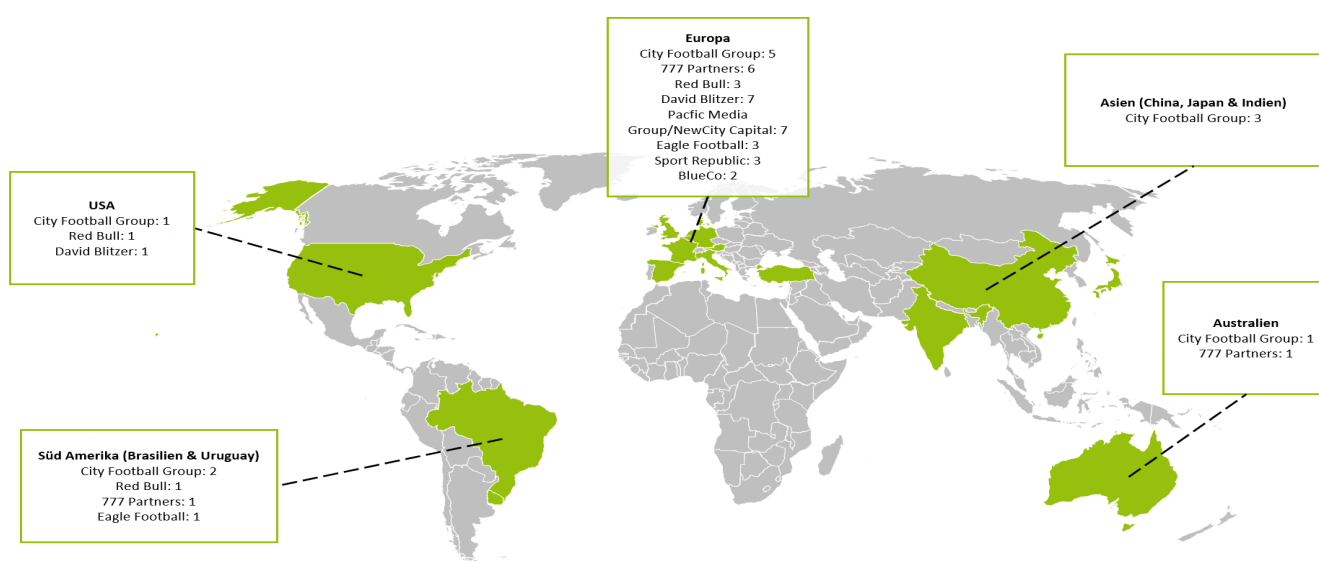 Europa
City Football Group: 5
777 Partners: 6
Red Bull: 3
David Blitzer: 7
Pacfic Media
Group/NewCity Capital: 7
Eagle Football: 3
Sport Republic: 3
BlueCo: 2
Asien (China, Japan & Indien)
City Football Group: 3
USA
City Football Group: 1
Red Bull: 1
David Blitzer: 1
Australien
City Football Group: 1
777 Partners: 1
Süd Amerika (Brasilien & Uruguay)
City Football Group: 2
Red Bull: 1
777 Partners: 1
Eagle Football: 1